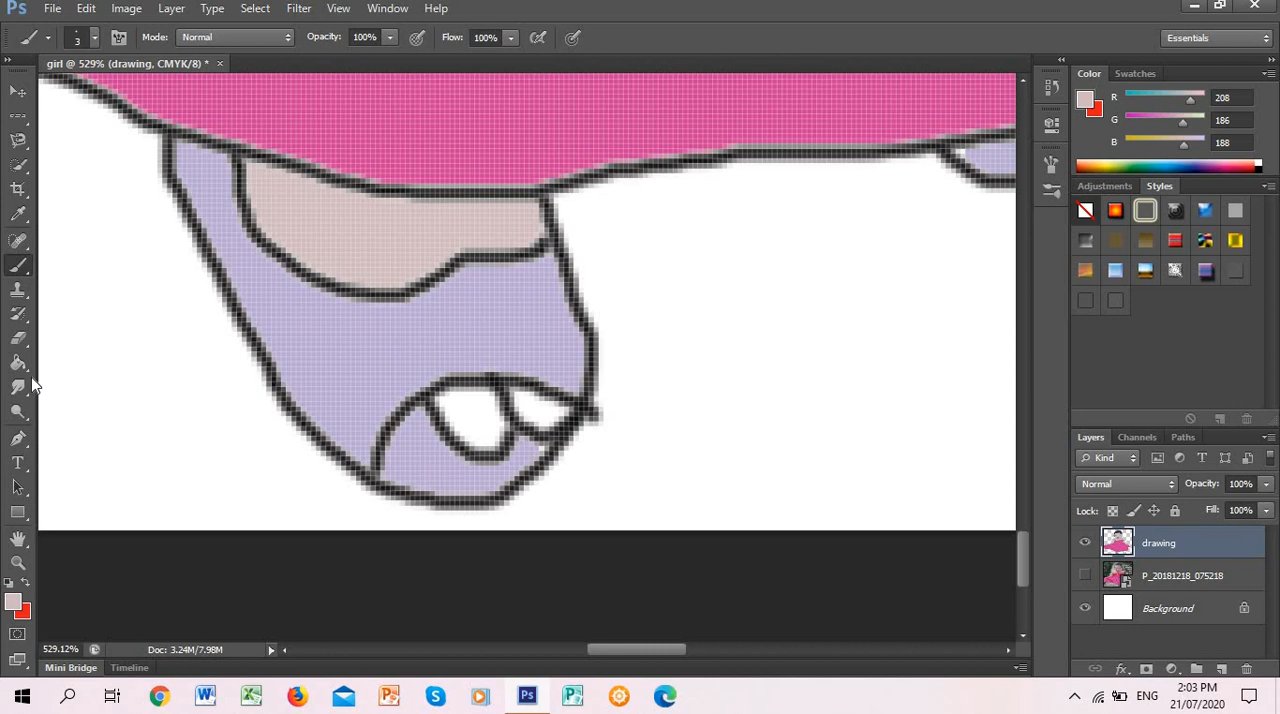 Ps File Edit Image Layer Type Select Filter View Window Help
3 Mode: Normal Opacity: 100% Flow: 100% Essentials
girl @ 529% (drawing, CMYK/8) * ×
Color Swatches
R 208
G 186
B 188
Adjustments Styles
T
Layers Channels Paths
Kind T
Normal Opacity: 100%
Lock: Fill: 100%
drawing
P_20181218_075218
Background
fx
529.12% Doc: 3.24M/7.98M
Mini Bridge Timeline
ENG 2:03 PM
21/07/2020